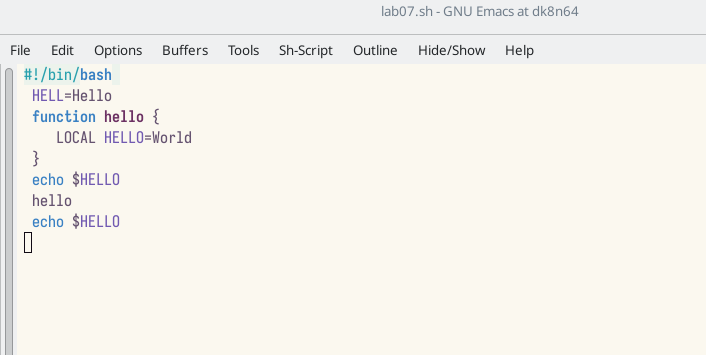 lab07.sh - GNU Emacs at dk8n64
File Edit Options Buffers Tools Sh-Script Outline Hide/Show Help
#!/bin/bash
HELL=Hello
function hello {
LOCAL HELLO=World
}
echo $HELLO
hello
echo $HELLO